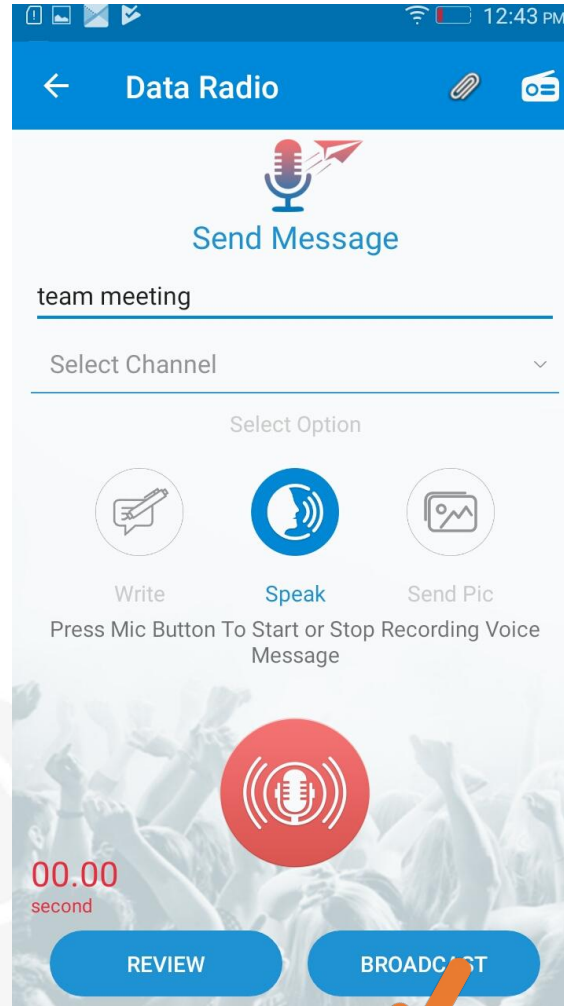 12:43 PM
Data Radio
Send Message
team meeting
Select Channel
Select Option
Write Speak Send Pic
Press Mic Button To Start or Stop Recording Voice
Message
00.00
second
REVIEW BROADCAST